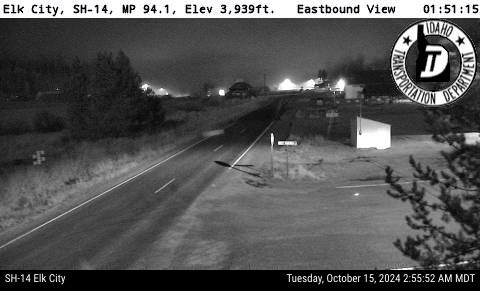 Elk City, SH-14, MP 94.1, Elev 3,939ft. Eastbound View 01:51:15
IDAHO
TRANSPORTATION DEPARTMENT
SH-14 Elk City Tuesday, October 15, 2024 2:55:52 AM MDT